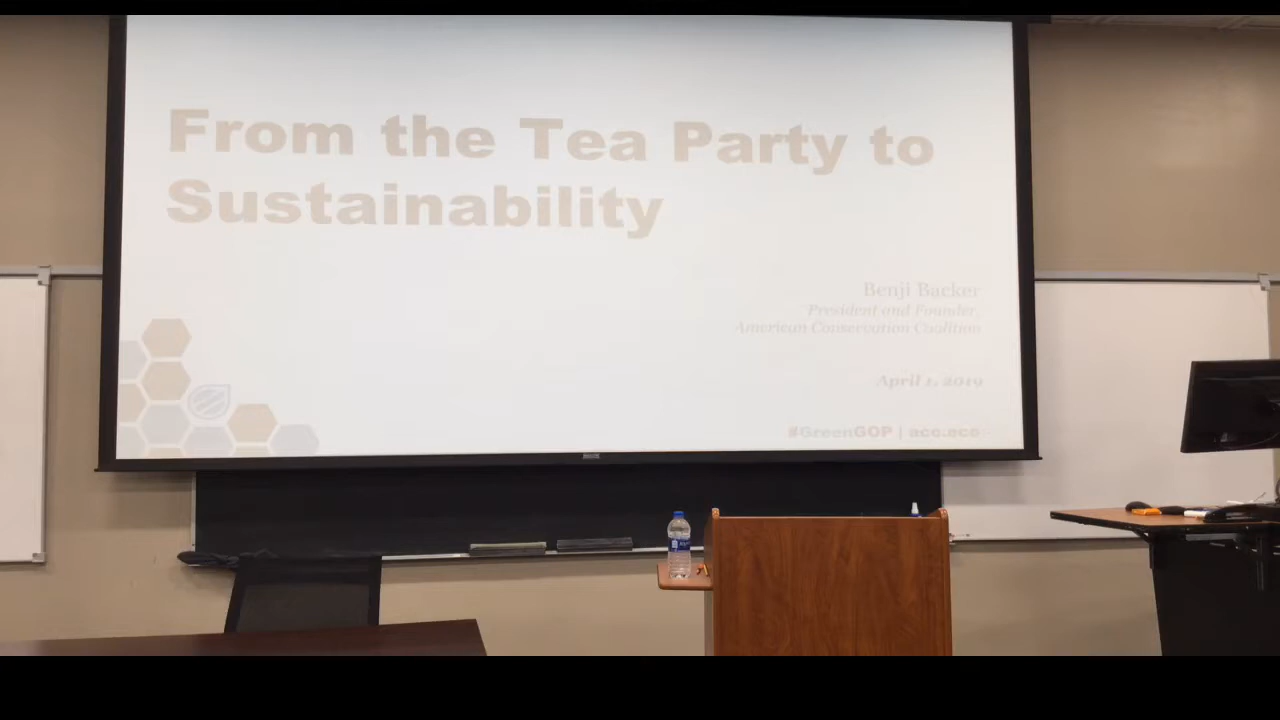 From the Tea Party to
Sustainability
Benji Backer
President and Founder,
American Conservation Coalition
April 1, 2019
#GreenGOP | acc.eco